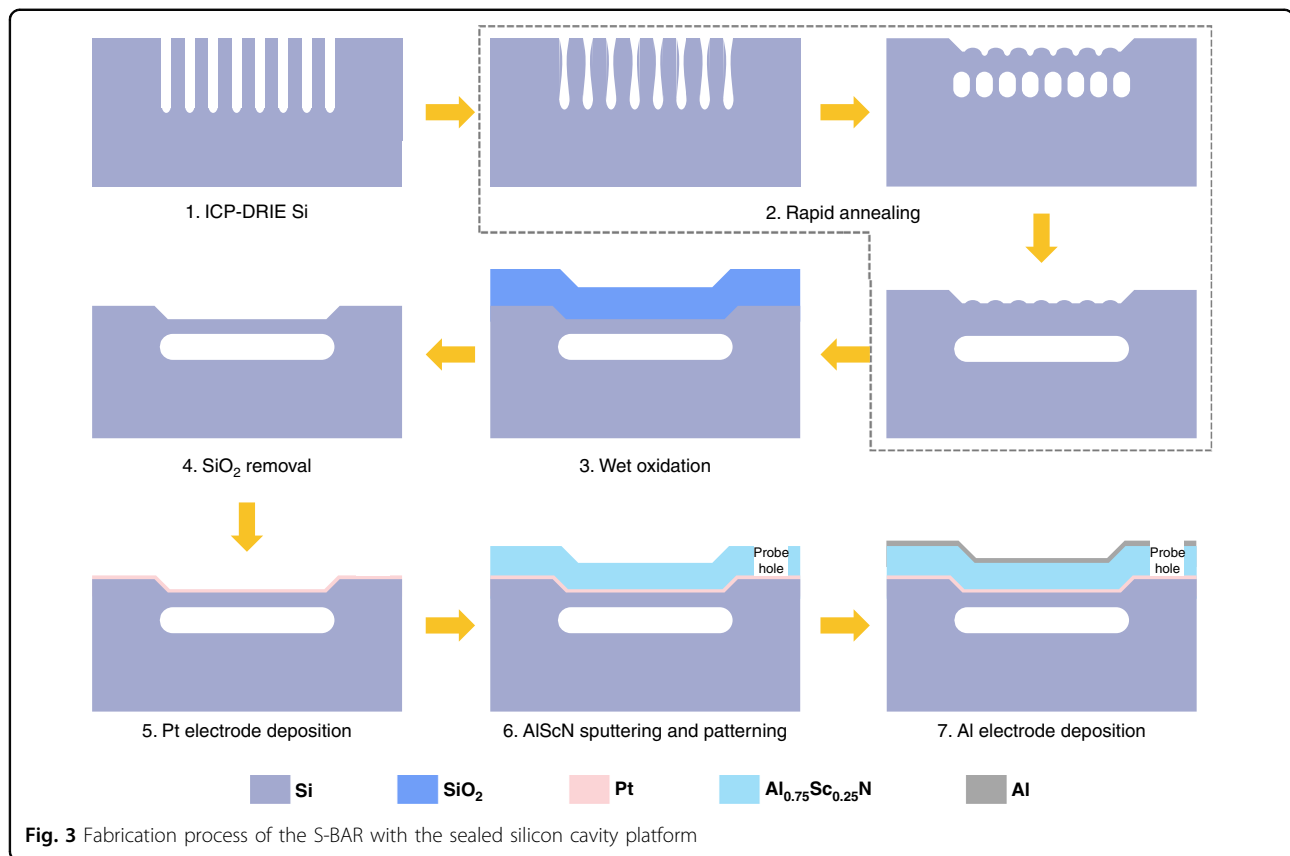 1. ICP-DRIE Si
2. Rapid annealing
4. SiO₂ removal
3. Wet oxidation
Probe
hole
Probe
hole
5. Pt electrode deposition
6. AlScN sputtering and patterning
7. Al electrode deposition
Si
SiO₂
Pt
Al₀.₇₅Sc₀.₂₅N
Al
Fig. 3 Fabrication process of the S-BAR with the sealed silicon cavity platform